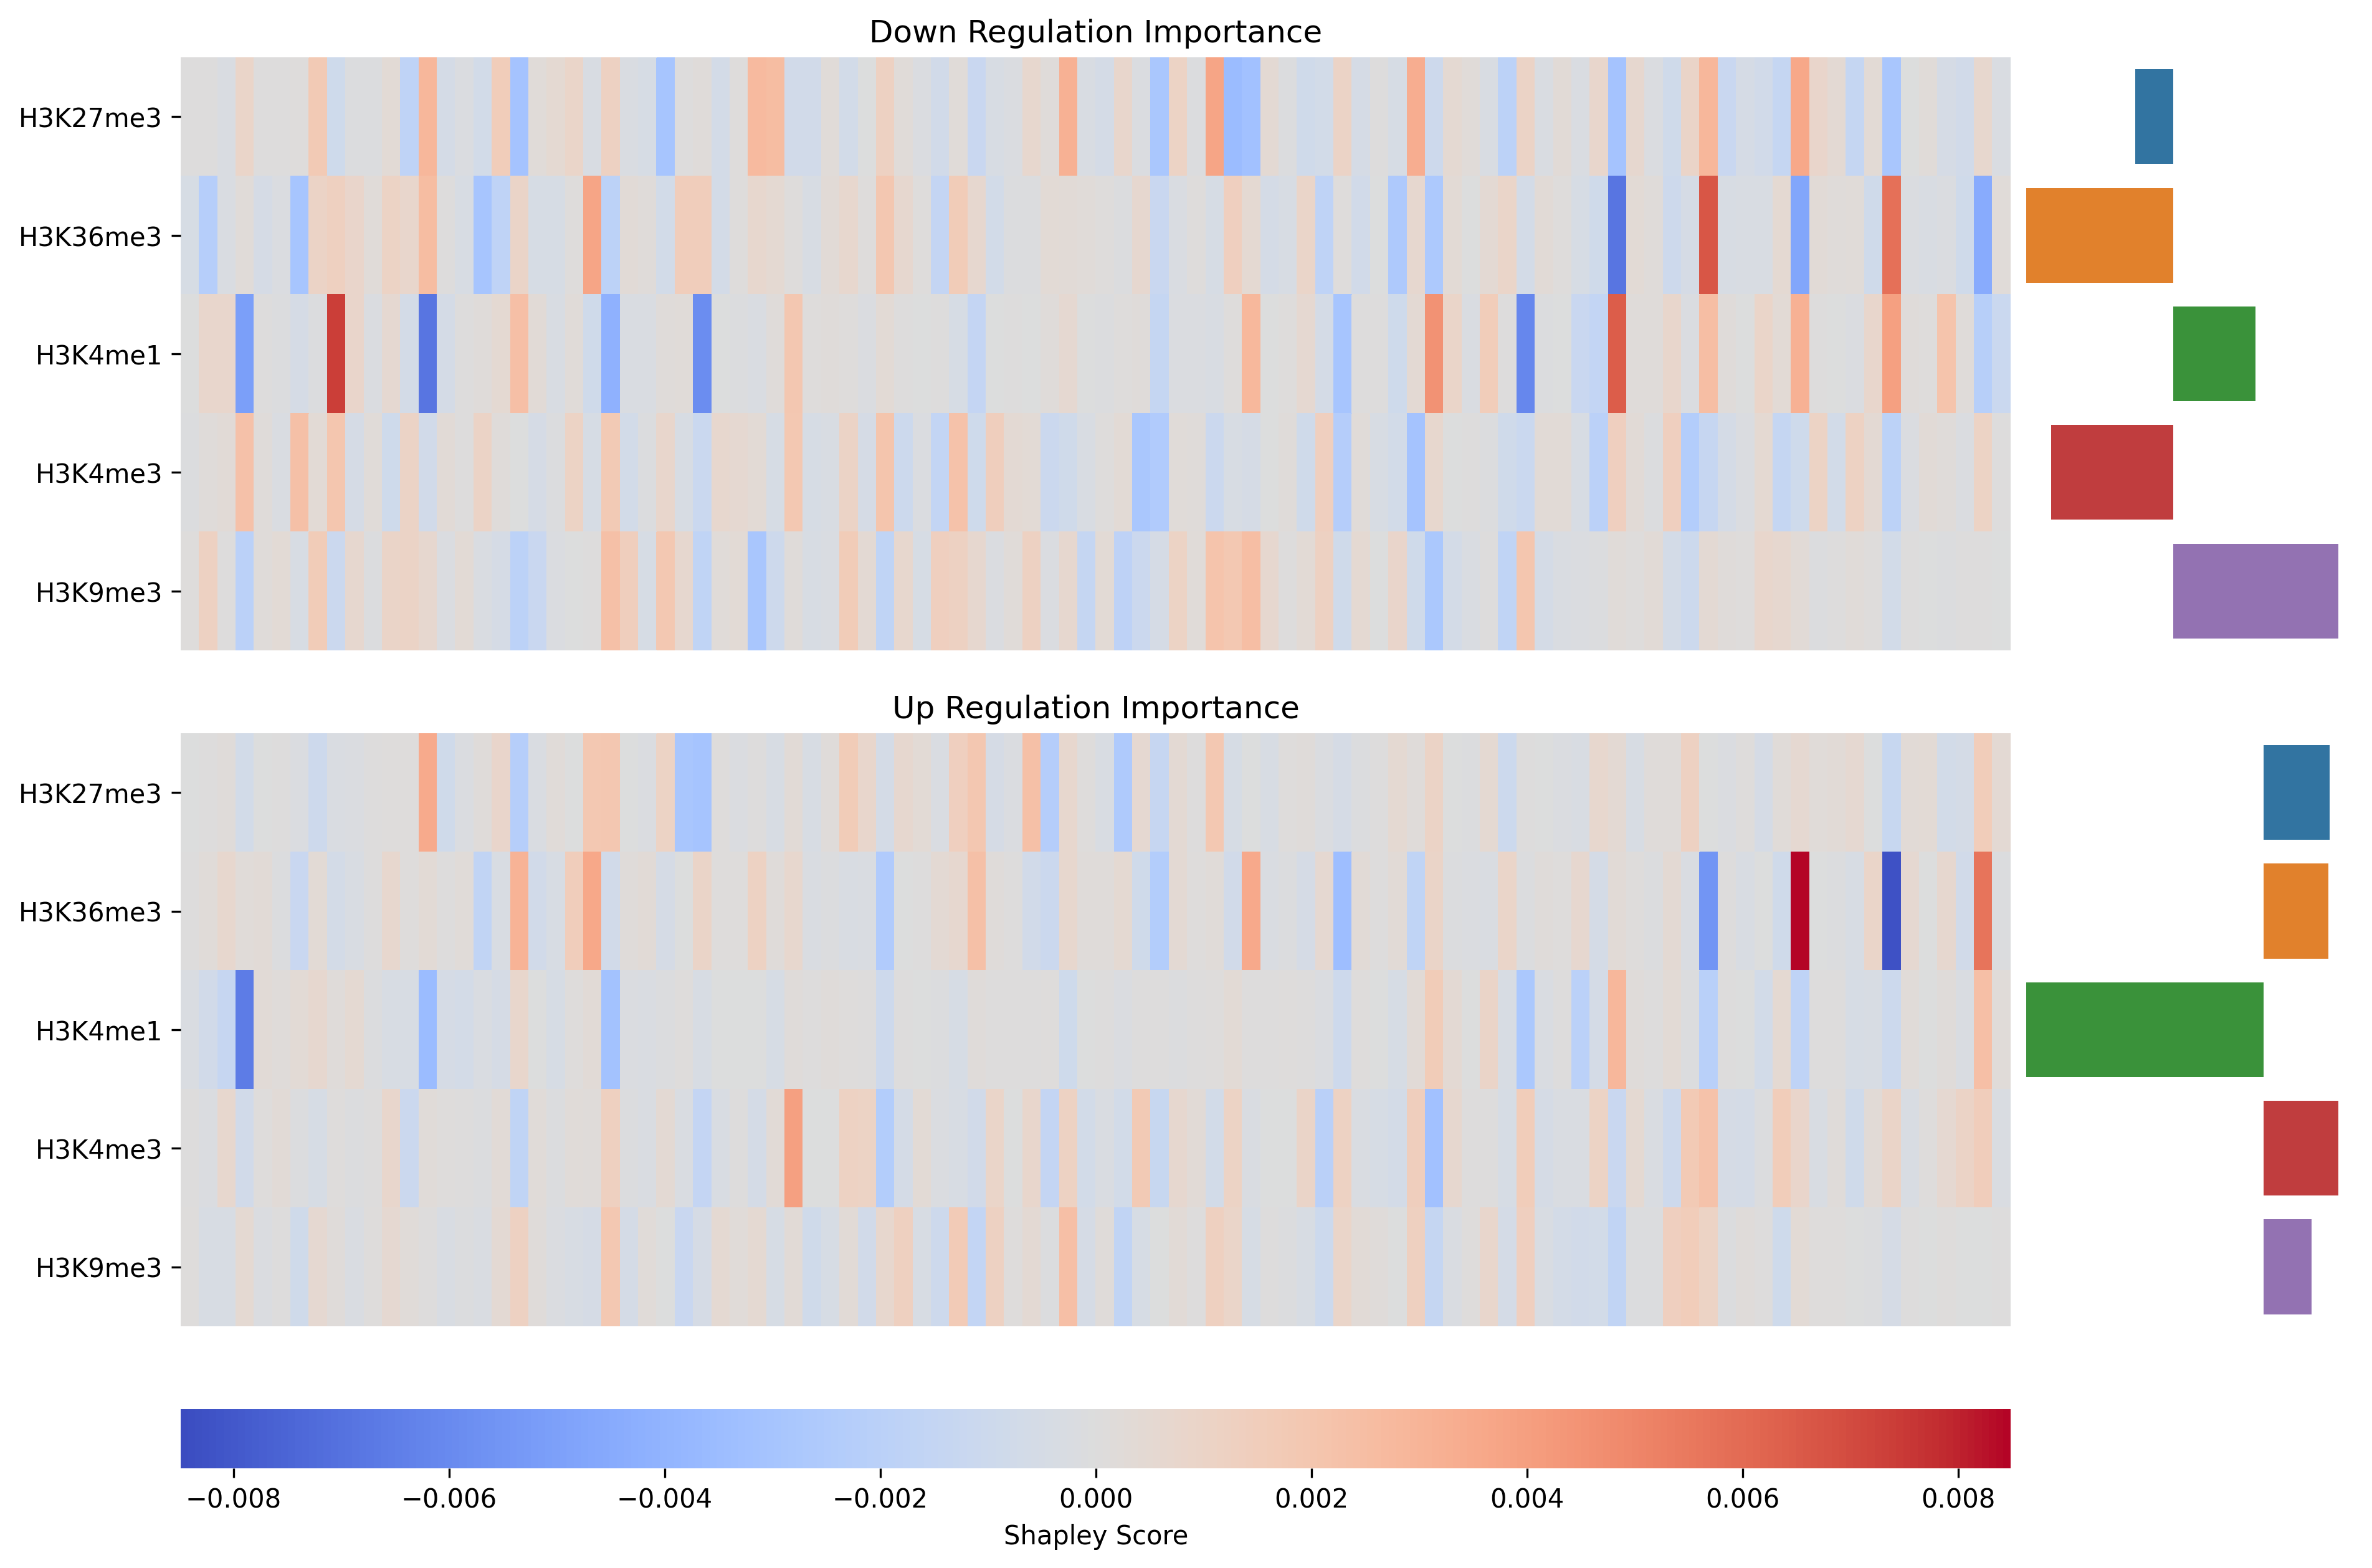 Down Regulation Importance
H3K27me3
H3K36me3
H3K4me1
H3K4me3
H3K9me3
Up Regulation Importance
H3K27me3
H3K36me3
H3K4me1
H3K4me3
H3K9me3
−0.008 −0.006 −0.004 −0.002 0.000 0.002 0.004 0.006 0.008
Shapley Score